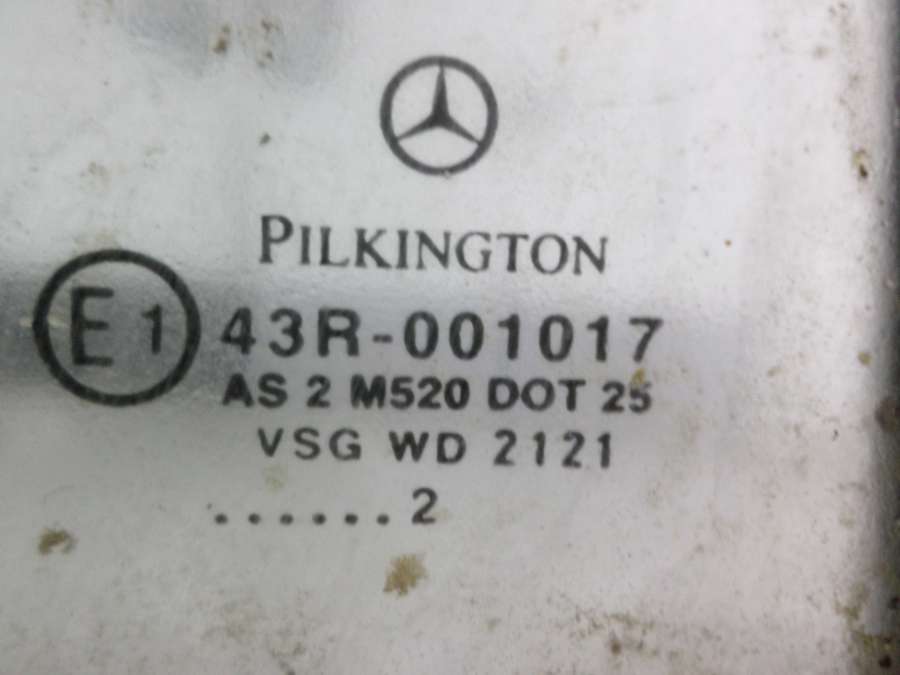 PILKINGTON
E1 43R-001017
AS 2 M520 DOT 25
VSG WD 2121
......2